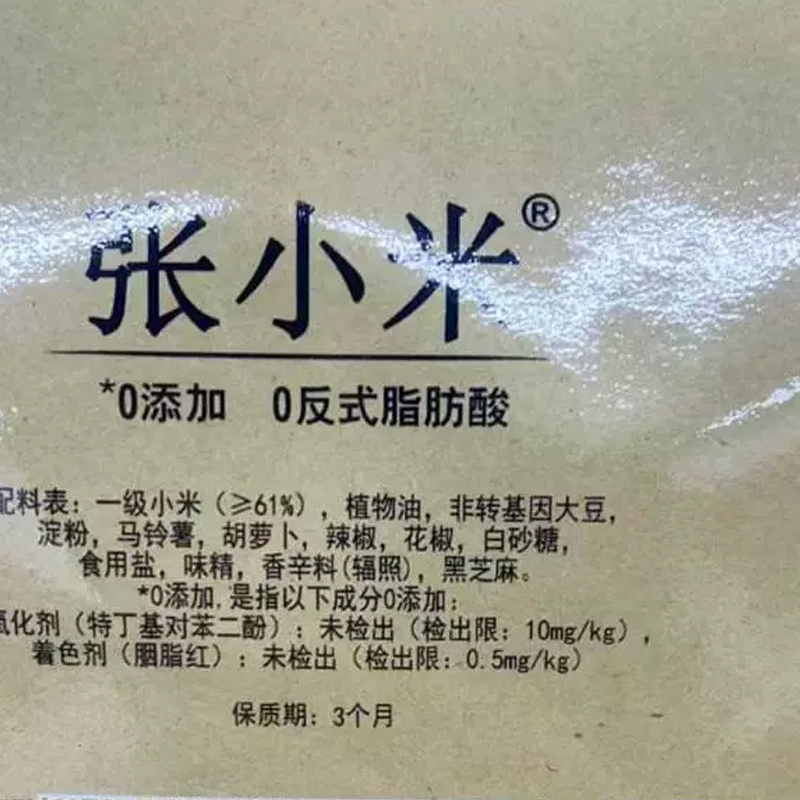 张小米®
*0添加 0反式脂肪酸
配料表：一级小米（≥61%），植物油，非转基因大豆，
淀粉，马铃薯，胡萝卜，辣椒，花椒，白砂糖，
食用盐，味精，香辛料(辐照)，黑芝麻。
*0添加,是指以下成分0添加：
氧化剂（特丁基对苯二酚）：未检出（检出限：10mg/kg），
着色剂（胭脂红）：未检出（检出限：0.5mg/kg）
保质期：3个月